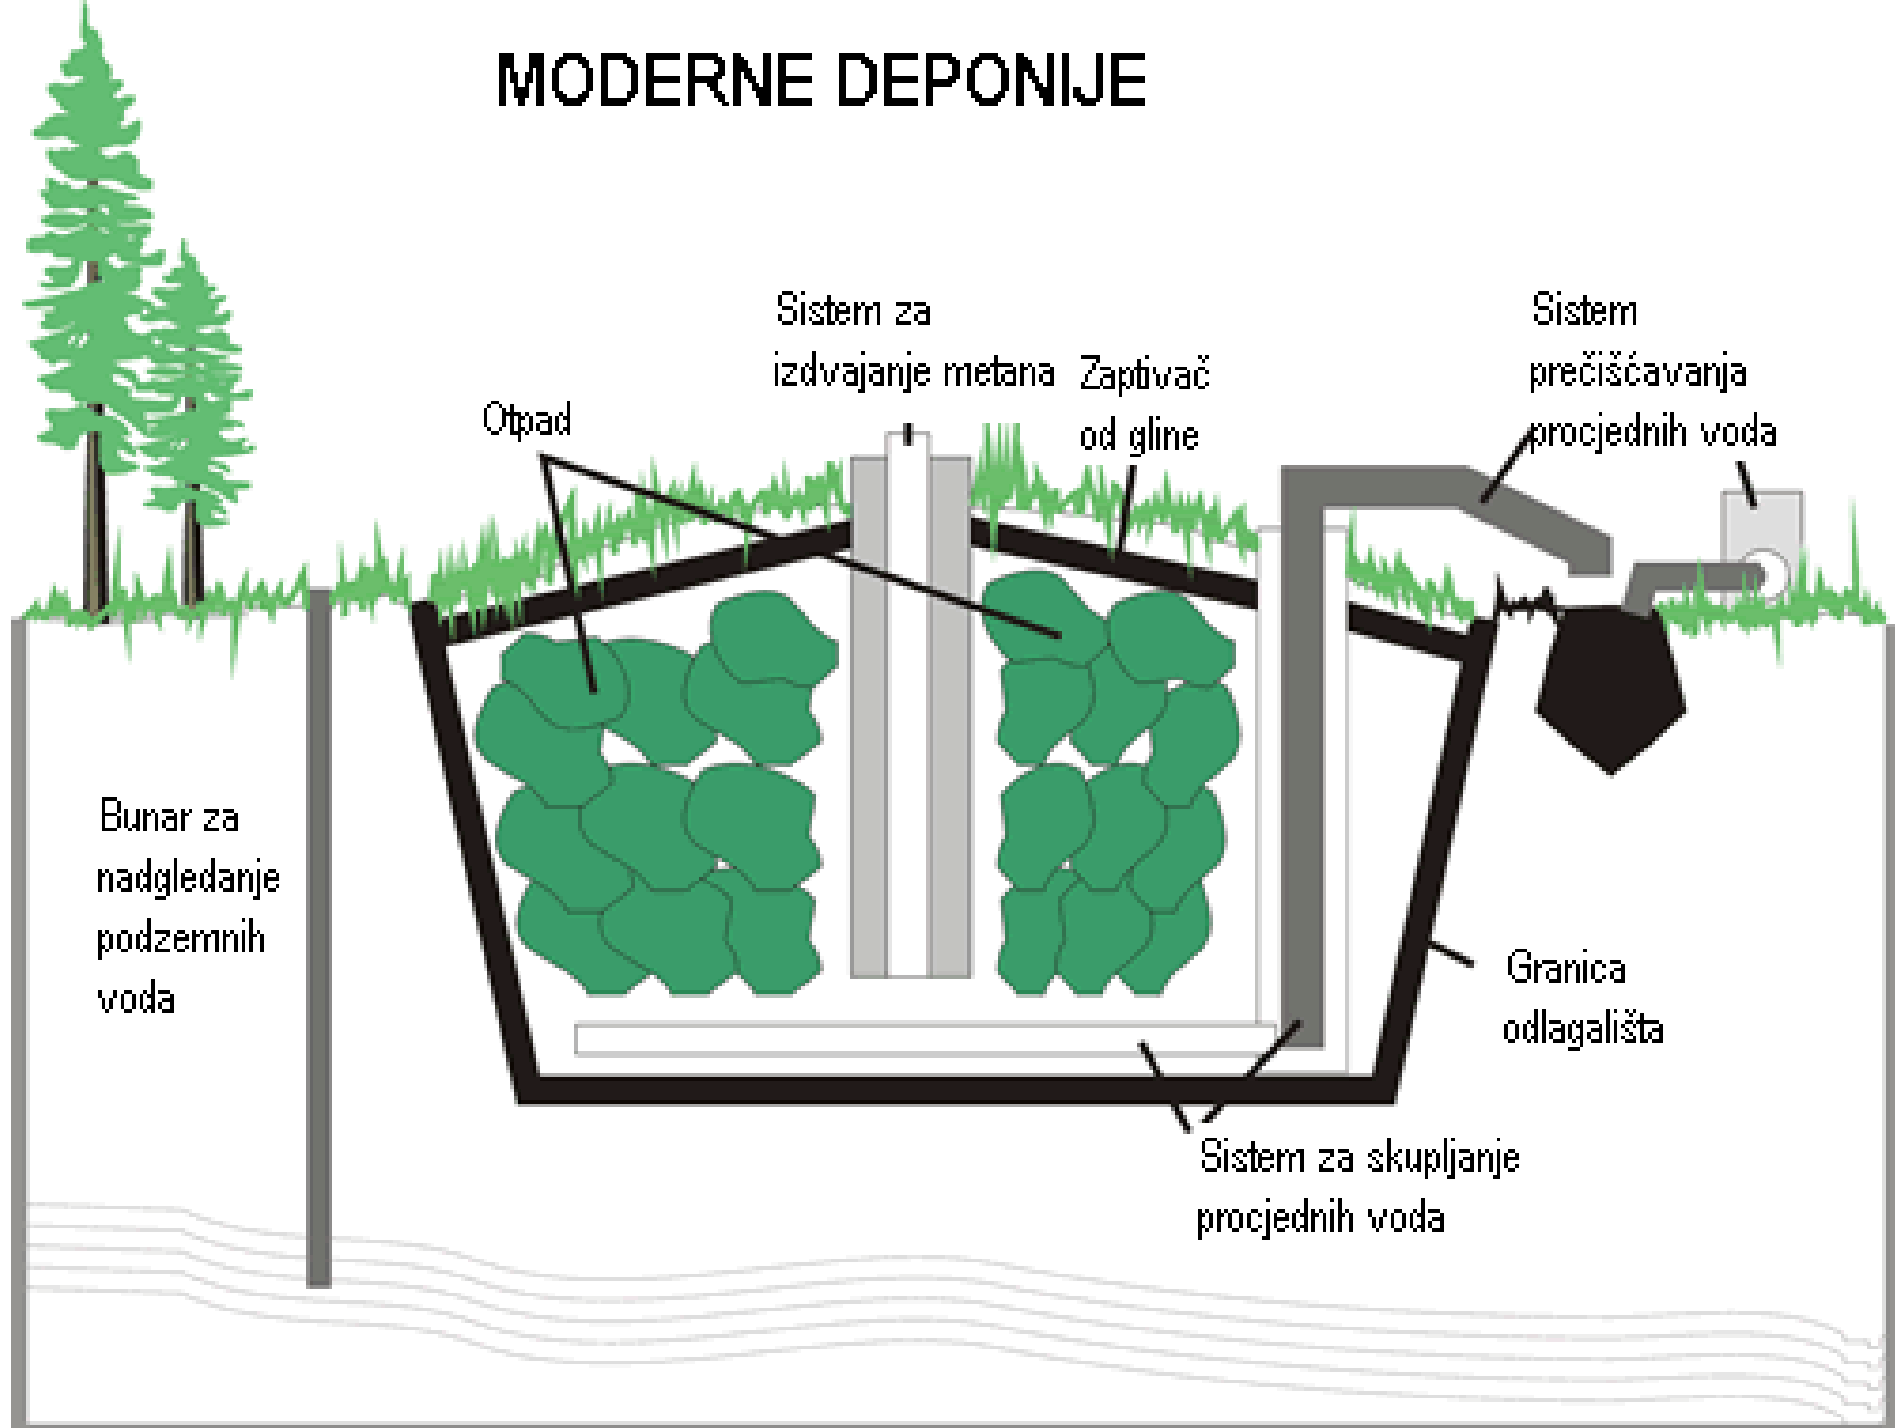 MODERNE DEPONIJE
Sistem za
izdvajanje metana
Zaptivač
od gline
Sistem
prečišćavanja
procjednih voda
Otpad
Bunar za
nadgledanje
podzemnih
voda
Granica
odlagališta
Sistem za skupljanje
procjednih voda